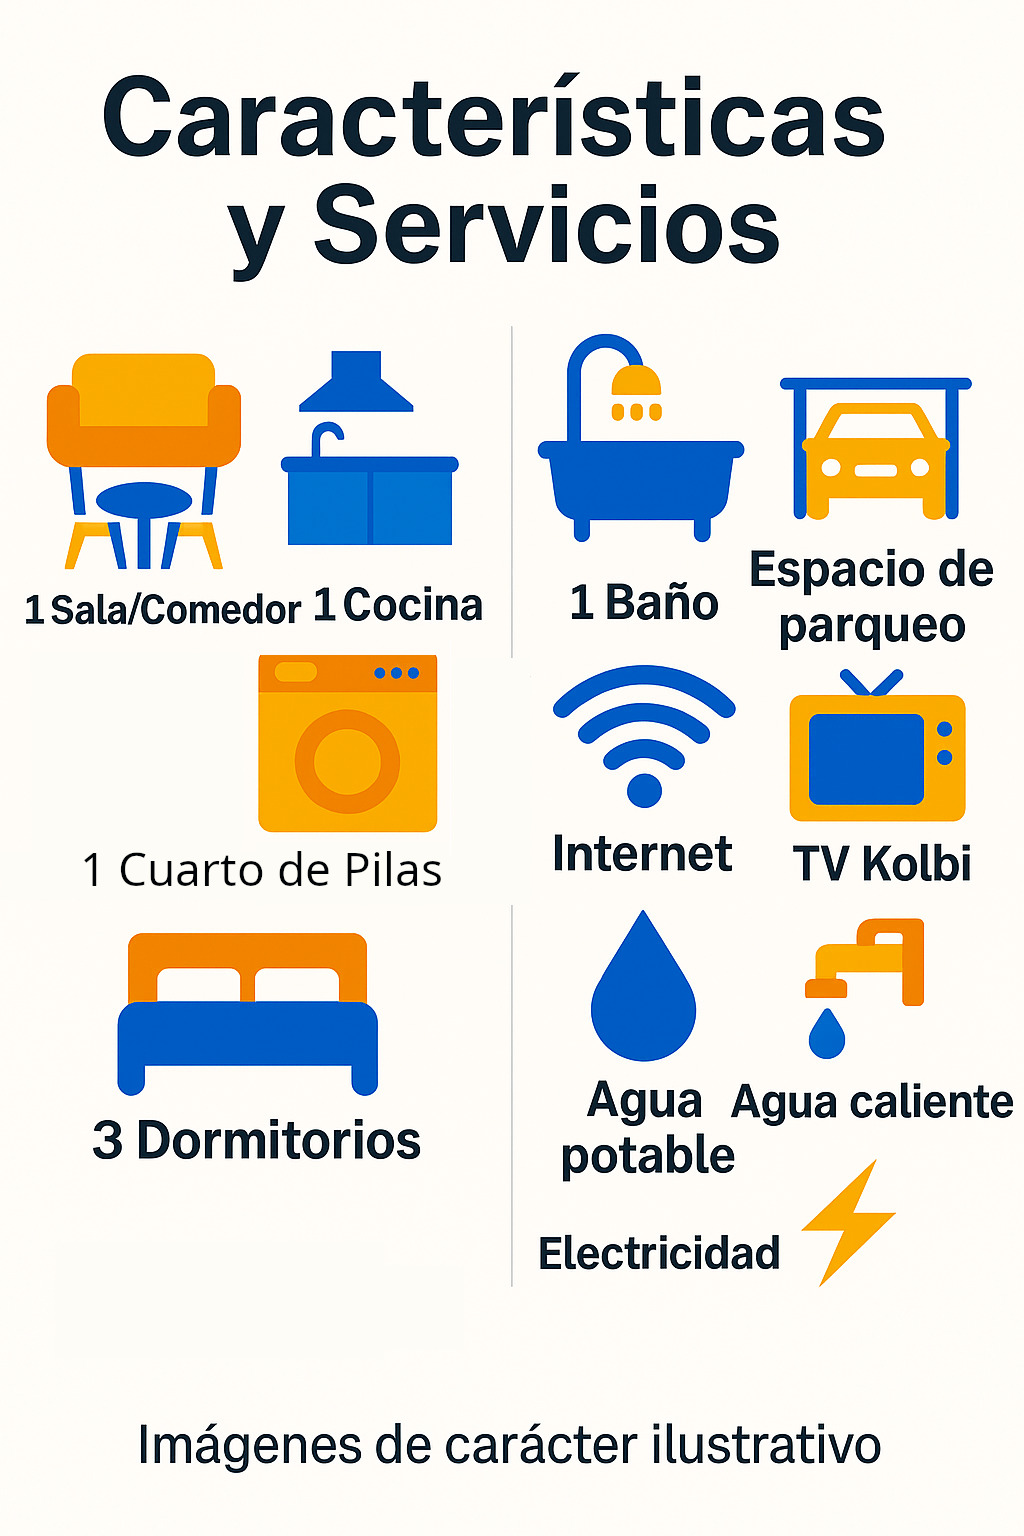 Características
y Servicios
1 Sala/Comedor
1 Cocina
1 Baño
Espacio de
parqueo
1 Cuarto de Pilas
Internet
TV Kolbi
3 Dormitorios
Agua
potable
Agua caliente
Electricidad
Imágenes de carácter ilustrativo